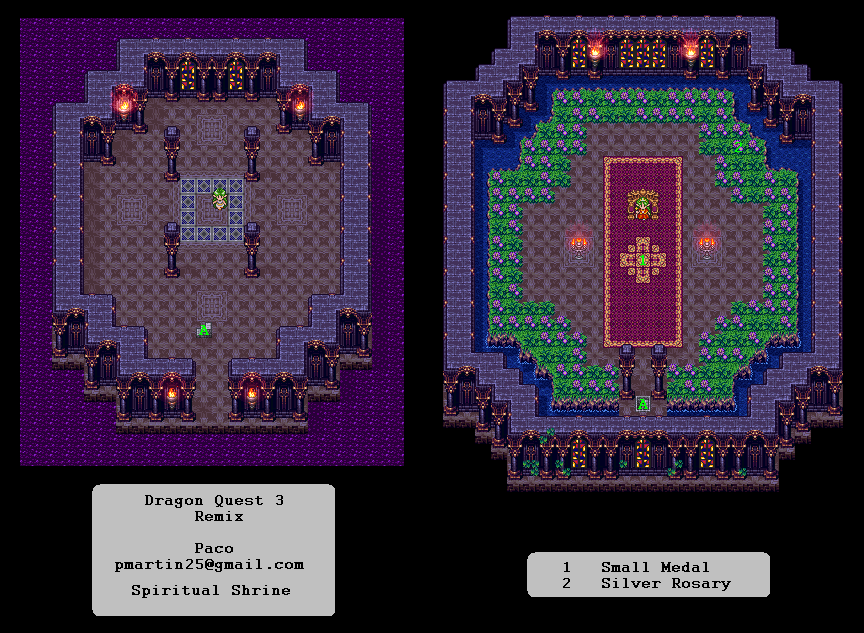 Dragon Quest 3
Remix
Paco
pmartin25@gmail.com
Spiritual Shrine
1 Small Medal
2 Silver Rosary